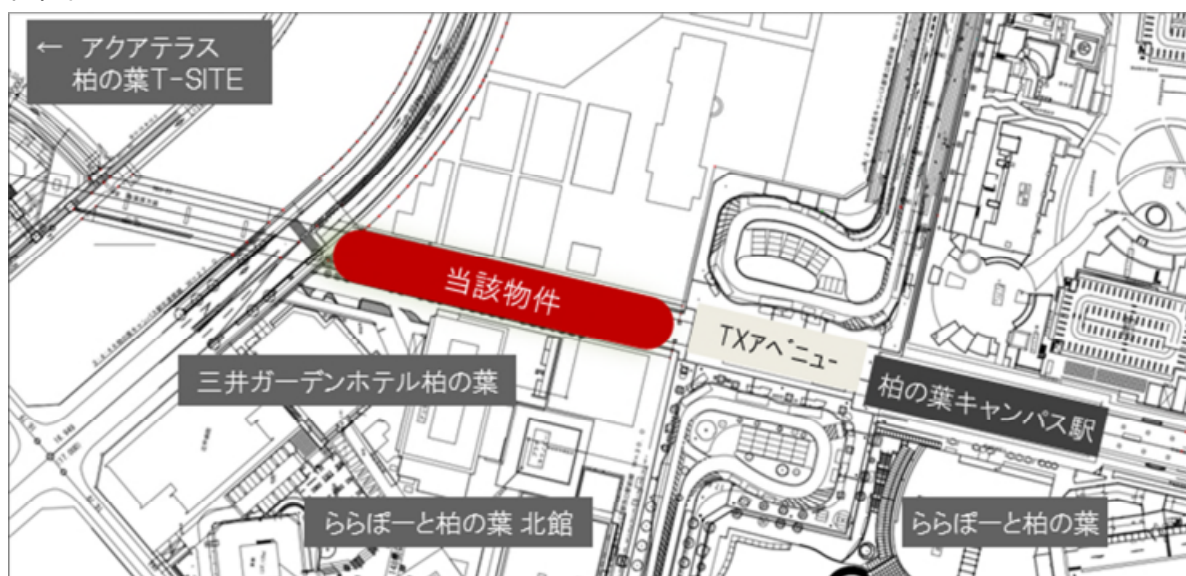 ← アクアテラス
柏の葉T-SITE
当該物件
TXアベニュー
柏の葉キャンパス駅
三井ガーデンホテル柏の葉
ららぽーと柏の葉 北館
ららぽーと柏の葉